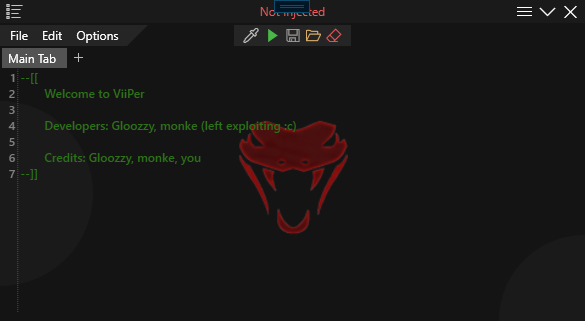 Not Injected
File Edit Options
Main Tab +
1 --[[
2 Welcome to ViiPer
3
4 Developers: Gloozzy, monke (left exploiting :c)
5
6 Credits: Gloozzy, monke, you
7 --]]